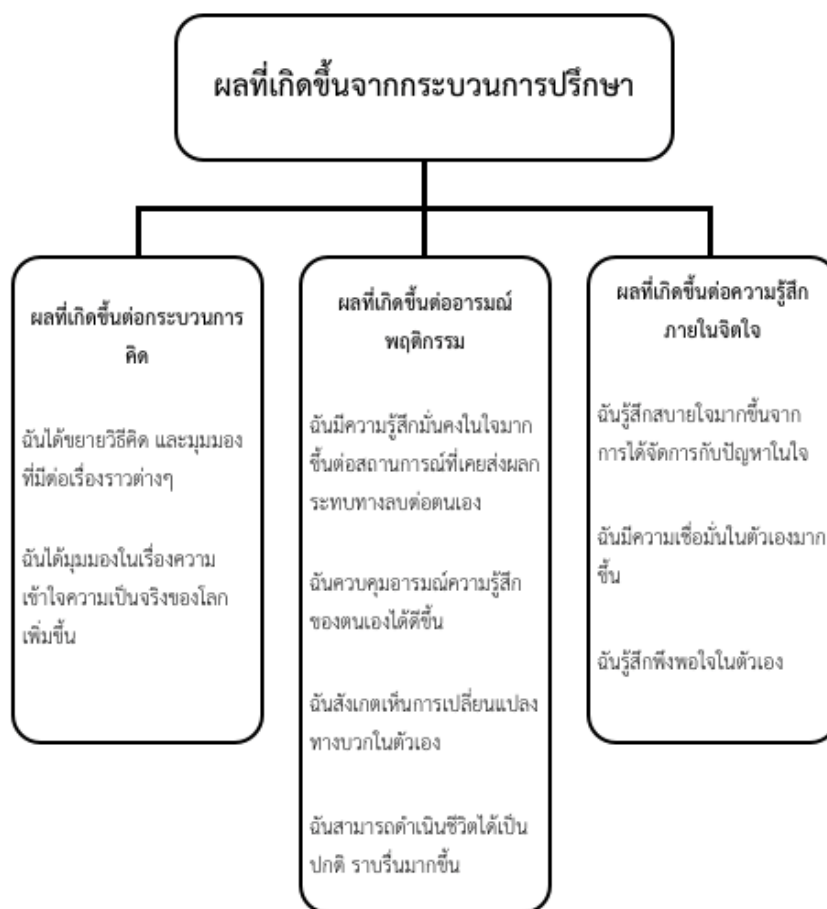 ผลที่เกิดขึ้นจากกระบวนการปรึกษา
ผลที่เกิดขึ้นต่อกระบวนการ
คิด
ฉันได้ขยายวิธีคิด และมุมมอง
ที่มีต่อเรื่องราวต่างๆ
ฉันได้มุมมองในเรื่องความ
เข้าใจความเป็นจริงของโลก
เพิ่มขึ้น
ผลที่เกิดขึ้นต่ออารมณ์
พฤติกรรม
ฉันมีความรู้สึกมั่นคงในใจมาก
ขึ้นต่อสถานการณ์ที่เคยส่งผลก
ระทบทางลบต่อตนเอง
ฉันควบคุมอารมณ์ความรู้สึก
ของตนเองได้ดีขึ้น
ฉันสังเกตเห็นการเปลี่ยนแปลง
ทางบวกในตัวเอง
ฉันสามารถดำเนินชีวิตได้เป็น
ปกติ ราบรื่นมากขึ้น
ผลที่เกิดขึ้นต่อความรู้สึก
ภายในจิตใจ
ฉันรู้สึกสบายใจมากขึ้นจาก
การได้จัดการกับปัญหาในใจ
ฉันมีความเชื่อมั่นในตัวเองมาก
ขึ้น
ฉันรู้สึกพึงพอใจในตัวเอง